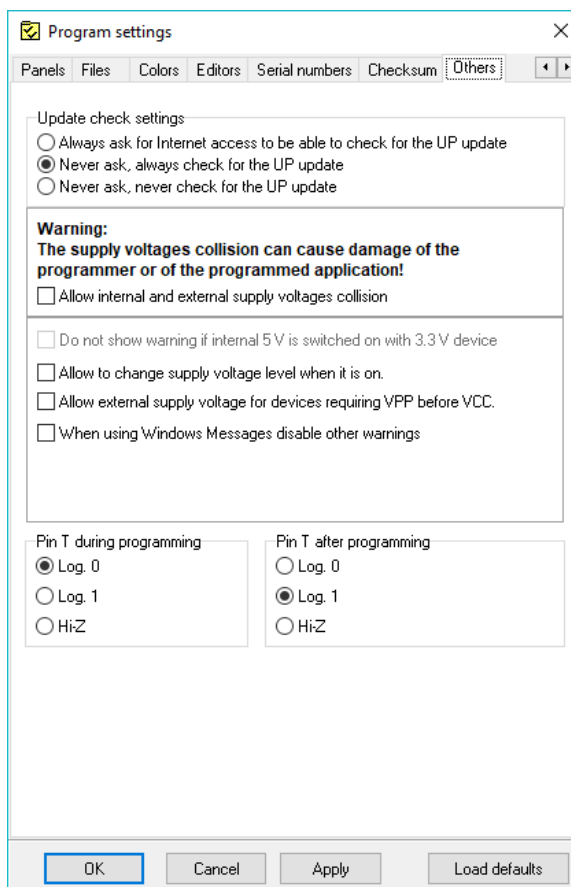 Program settings
Panels Files Colors Editors Serial numbers Checksum Others
Update check settings
Always ask for Internet access to be able to check for the UP update
Never ask, always check for the UP update
Never ask, never check for the UP update
Warning:
The supply voltages collision can cause damage of the
programmer or of the programmed application!
Allow internal and external supply voltages collision
Do not show warning if internal 5 V is switched on with 3.3 V device
Allow to change supply voltage level when it is on.
Allow external supply voltage for devices requiring VPP before VCC.
When using Windows Messages disable other warnings
Pin T during programming
Log. 0
Log. 1
Hi-Z
Pin T after programming
Log. 0
Log. 1
Hi-Z
OK Cancel Apply Load defaults